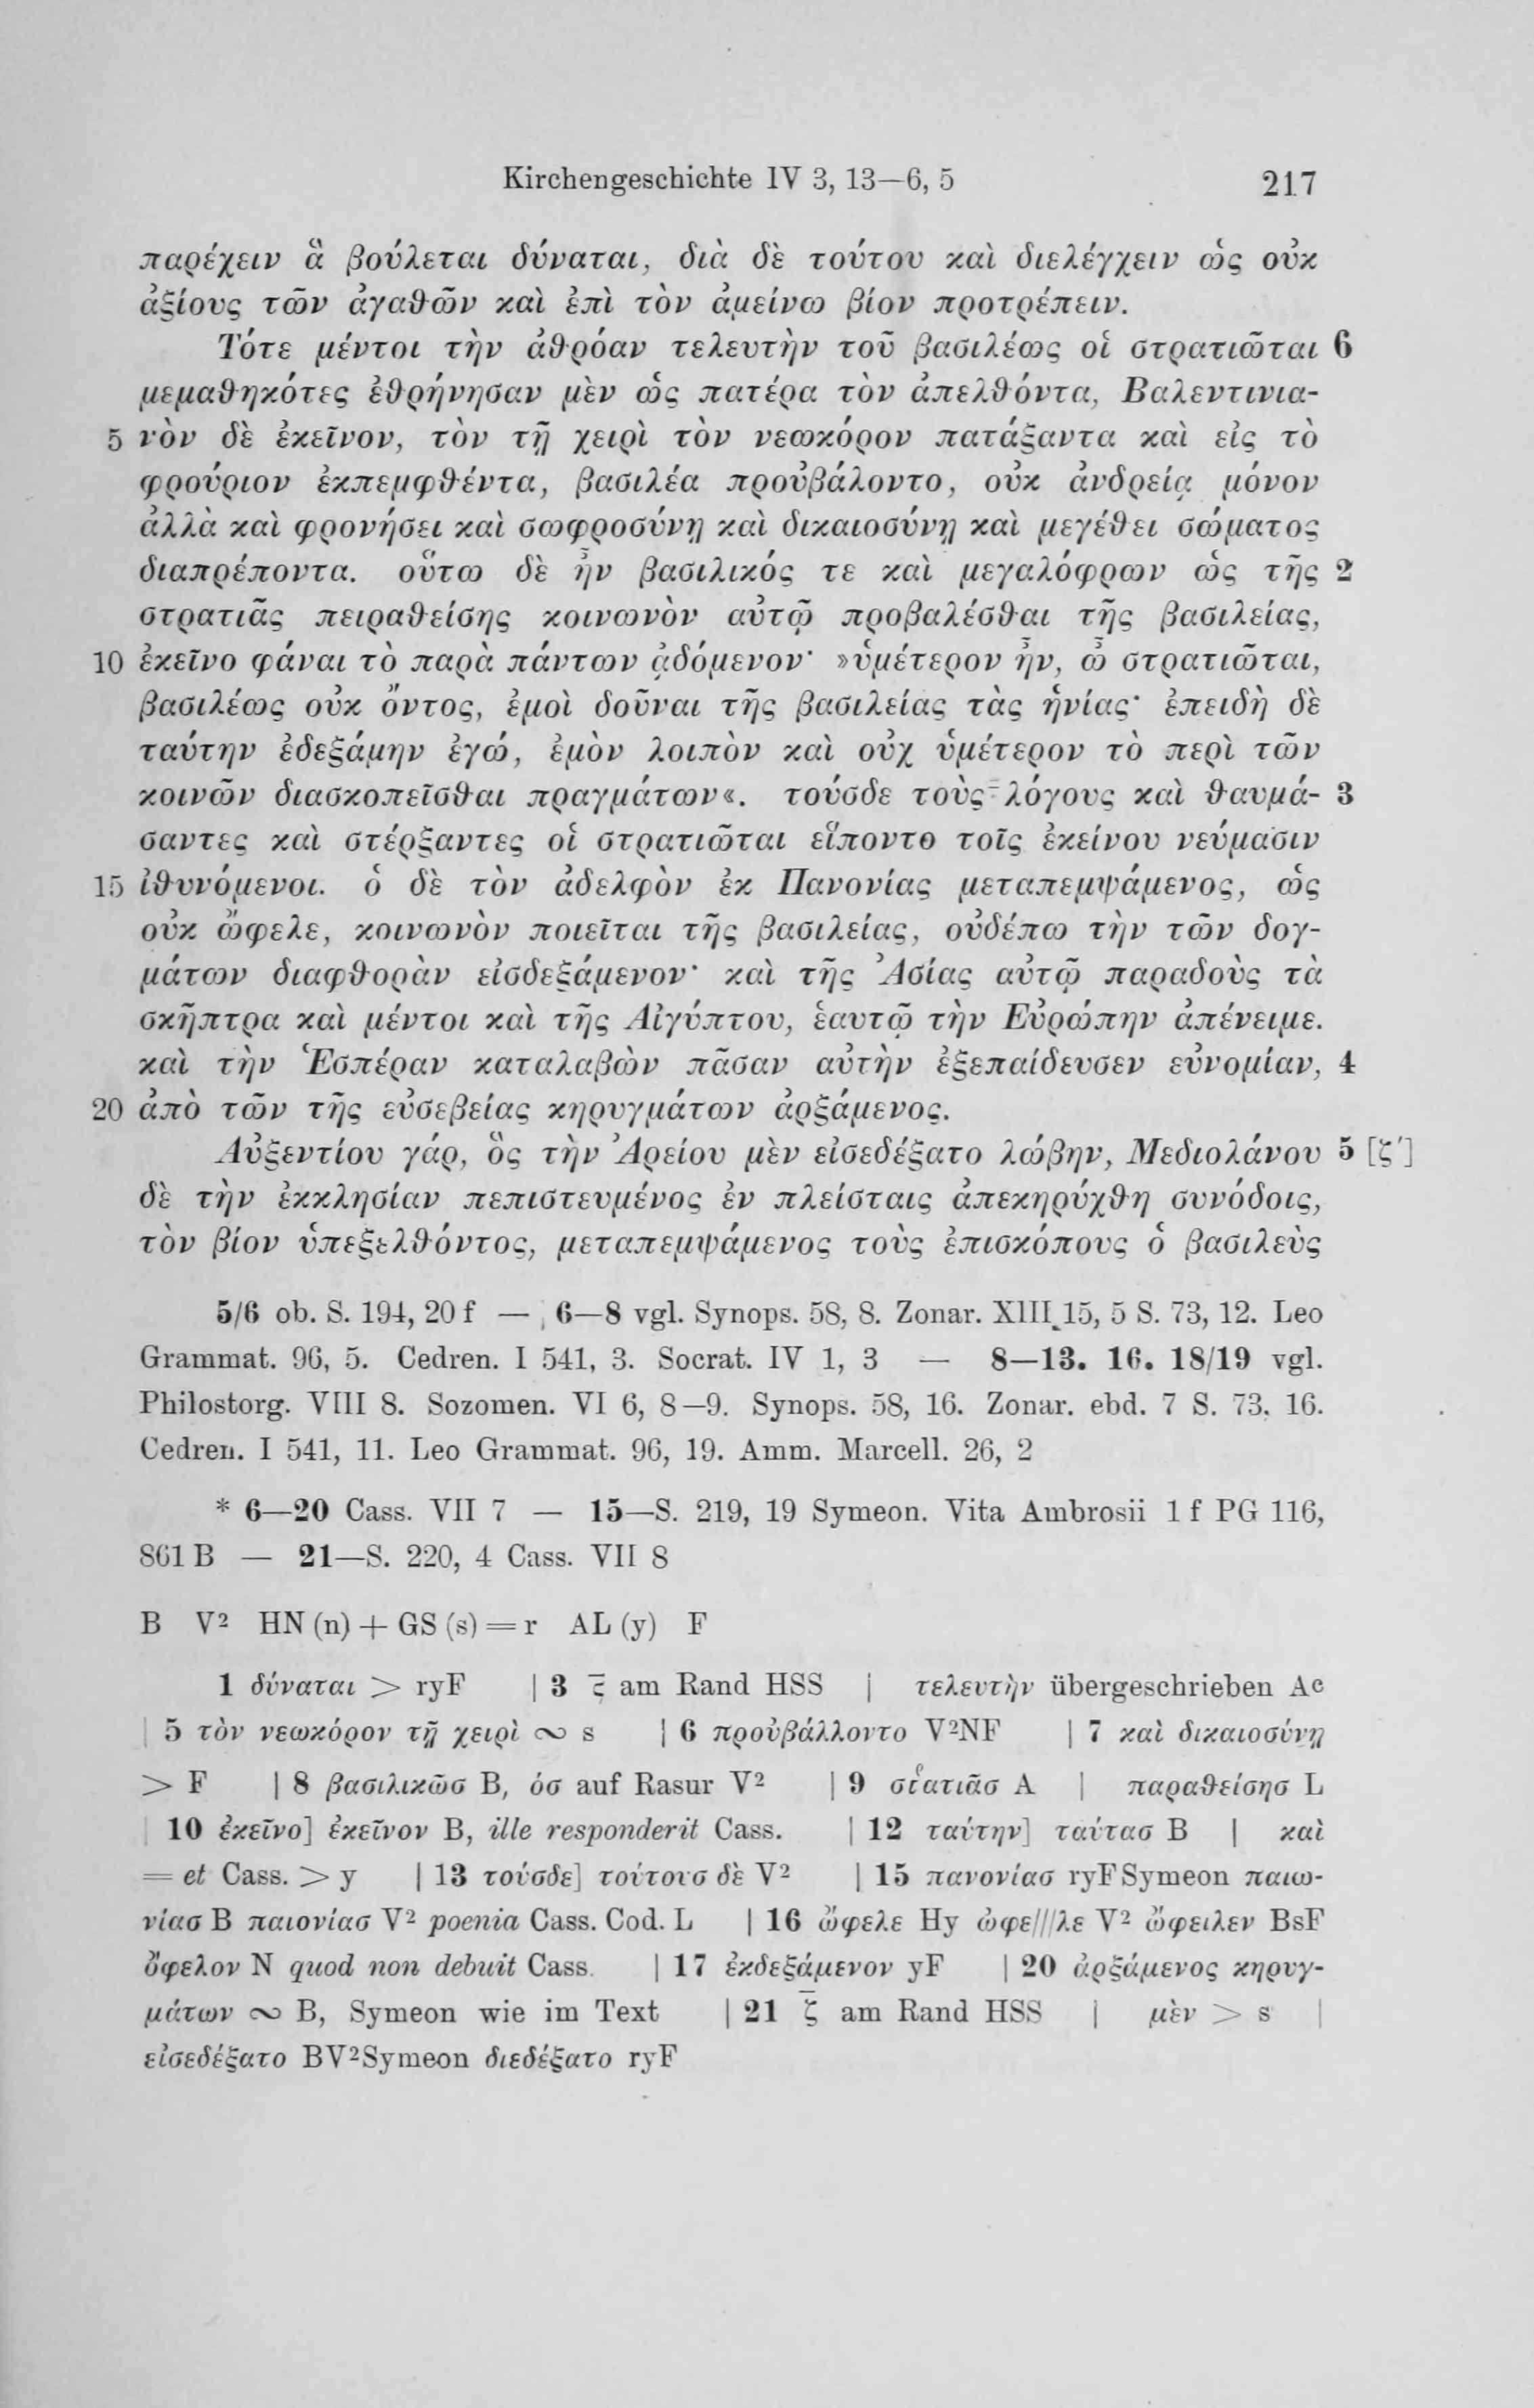 Kirchengeschichte IV 3, 13—6, 5 217
παρέχειν ἃ βούλεται δύναται, διὰ δὲ τούτου καὶ διελέγχειν ὡς οὐκ
ἀξίους τῶν ἀγαθῶν καὶ ἐπὶ τὸν ἀμείνω βίον προτρέπειν.
Τότε μέντοι τὴν ἀθρόαν τελευτὴν τοῦ βασιλέως οἱ στρατιῶται 6
μεμαθηκότες ἐθρήνησαν μὲν ὡς πατέρα τὸν ἀπελθόντα, Βαλεντινια-
5 νὸν δὲ ἐκεῖνον, τὸν τῇ χειρὶ τὸν νεωκόρον πατάξαντα καὶ εἰς τὸ
φρούριον ἐκπεμφθέντα, βασιλέα προὐβάλοντο, οὐκ ἀνδρείᾳ μόνον
ἀλλὰ καὶ φρονήσει καὶ σωφροσύνῃ καὶ δικαιοσύνῃ καὶ μεγέθει σώματος
διαπρέποντα. οὕτω δὲ ἦν βασιλικός τε καὶ μεγαλόφρων ὡς τῆς 2
στρατιᾶς πειραθείσης κοινωνὸν αὐτῷ προβαλέσθαι τῆς βασιλείας,
10 ἐκεῖνο φάναι τὸ παρὰ πάντων ᾀδόμενον· »ὑμέτερον ἦν, ὦ στρατιῶται,
βασιλέως οὐκ ὄντος, ἐμοὶ δοῦναι τῆς βασιλείας τὰς ἡνίας· ἐπειδὴ δὲ
ταύτην ἐδεξάμην ἐγώ, ἐμὸν λοιπὸν καὶ οὐχ ὑμέτερον τὸ περὶ τῶν
κοινῶν διασκοπεῖσθαι πραγμάτων«. τούσδε τοὺς λόγους καὶ θαυμά- 3
σαντες καὶ στέρξαντες οἱ στρατιῶται εἵποντο τοῖς ἐκείνου νεύμασιν
15 ἰθυνόμενοι. ὁ δὲ τὸν ἀδελφὸν ἐκ Πανονίας μεταπεμψάμενος, ὡς
οὐκ ὤφελε, κοινωνὸν ποιεῖται τῆς βασιλείας, οὐδέπω τὴν τῶν δογ-
μάτων διαφθορὰν εἰσδεξάμενον· καὶ τῆς Ἀσίας αὐτῷ παραδοὺς τὰ
σκῆπτρα καὶ μέντοι καὶ τῆς Αἰγύπτου, ἑαυτῷ τὴν Εὐρώπην ἀπένειμε.
καὶ τὴν Ἑσπέραν καταλαβὼν πᾶσαν αὐτὴν ἐξεπαίδευσεν εὐνομίαν, 4
20 ἀπὸ τῶν τῆς εὐσεβείας κηρυγμάτων ἀρξάμενος.
Αὐξεντίου γάρ, ὃς τὴν Ἀρείου μὲν εἰσεδέξατο λώβην, Μεδιολάνου 5 [ζ′]
δὲ τὴν ἐκκλησίαν πεπιστευμένος ἐν πλείσταις ἀπεκηρύχθη συνόδοις,
τὸν βίον ὑπεξελθόντος, μεταπεμψάμενος τοὺς ἐπισκόπους ὁ βασιλεὺς
5/6 ob. S. 194, 20 f — 6—8 vgl. Synops. 58, 8. Zonar. XIII 15, 5 S. 73, 12. Leo
Grammat. 96, 5. Cedren. I 541, 3. Socrat. IV 1, 3 — 8—13. 16. 18/19 vgl.
Philostorg. VIII 8. Sozomen. VI 6, 8—9. Synops. 58, 16. Zonar. ebd. 7 S. 73, 16.
Cedren. I 541, 11. Leo Grammat. 96, 19. Amm. Marcell. 26, 2
* 6—20 Cass. VII 7 — 15—S. 219, 19 Symeon. Vita Ambrosii 1 f PG 116,
861 B — 21—S. 220, 4 Cass. VII 8
B V² HN (n) + GS (s) = r AL (y) F
1 δύναται > ryF | 3 ϛ̄ am Rand HSS | τελευτὴν übergeschrieben Aᶜ
| 5 τὸν νεωκόρον τῇ χειρὶ ∾ s | 6 προὐβάλλοντο V²NF | 7 καὶ δικαιοσύνῃ
> F | 8 βασιλικῶσ B, όσ auf Rasur V² | 9 στρατιᾶσ A | παραθείσησ L
| 10 ἐκεῖνο] ἐκεῖνον B, ille responderit Cass. | 12 ταύτην] ταύτασ B | καὶ
= et Cass. > y | 13 τούσδε] τούτουσ δὲ V² | 15 πανονίασ ryF Symeon παιω-
νίασ B παιονίασ V² poenia Cass. Cod. L | 16 ὤφελε Hy ὠφε///λε V² ὤφειλεν BsF
ὄφελον N quod non debuit Cass. | 17 ἐκδεξάμενον yF | 20 ἀρξάμενος κηρυγ-
μάτων ∾ B, Symeon wie im Text | 21 ζ̄ am Rand HSS | μὲν > s |
εἰσεδέξατο BV²Symeon διεδέξατο ryF